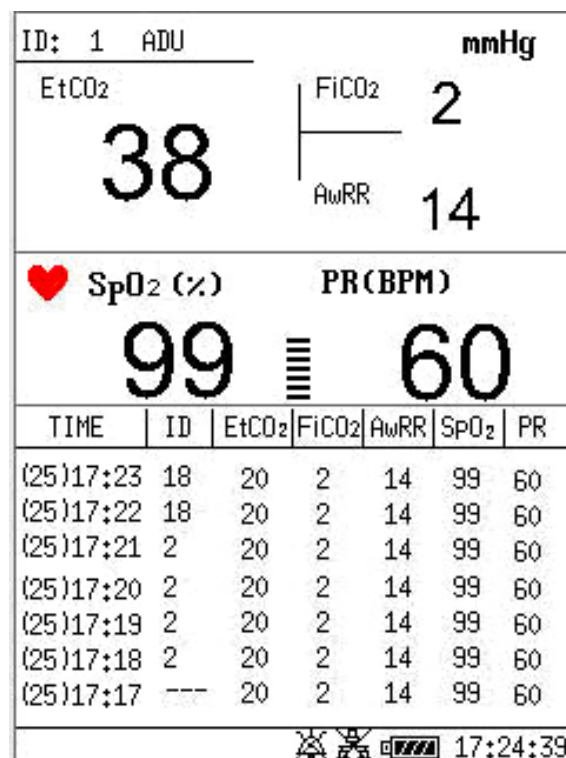 ID: 1 ADU mmHg
EtCO₂ FiCO₂ 2
38
AwRR 14
SpO₂(%) PR(BPM)
99 60
TIME ID EtCO₂ FiCO₂ AwRR SpO₂ PR
(25)17:23 18 20 2 14 99 60
(25)17:22 18 20 2 14 99 60
(25)17:21 2 20 2 14 99 60
(25)17:20 2 20 2 14 99 60
(25)17:19 2 20 2 14 99 60
(25)17:18 2 20 2 14 99 60
(25)17:17 --- 20 2 14 99 60
17:24:39